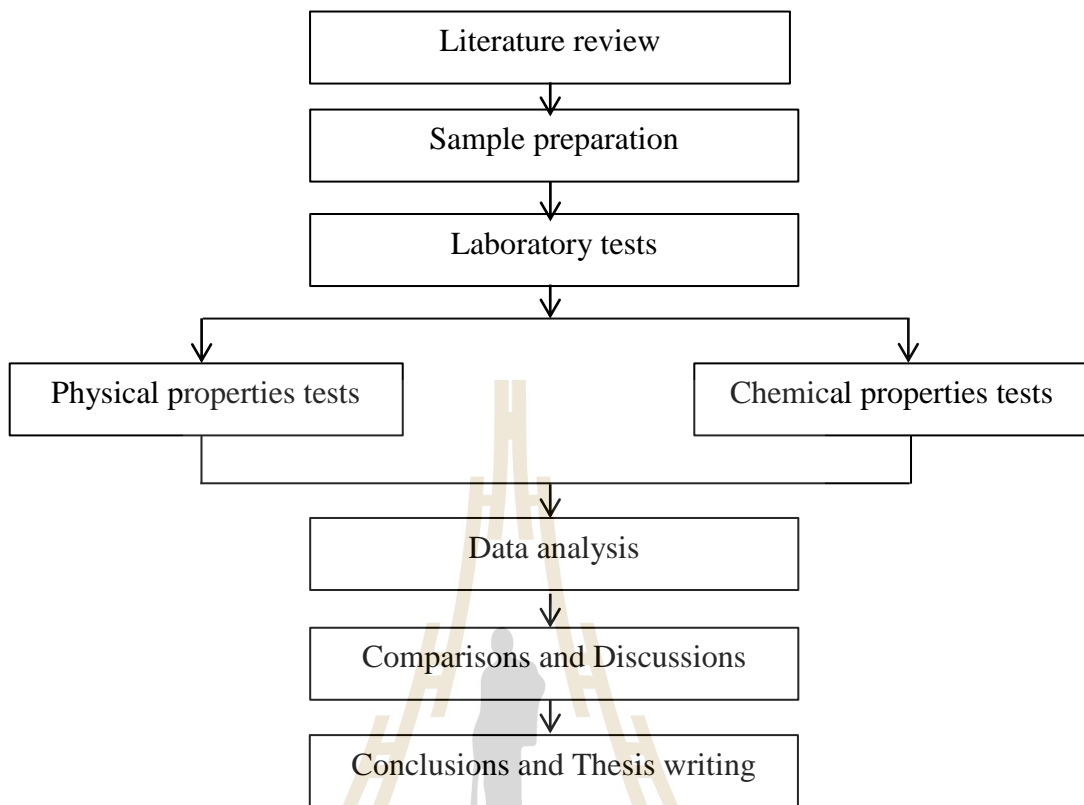 Literature review
Sample preparation
Laboratory tests
Physical properties tests
Chemical properties tests
Data analysis
Comparisons and Discussions
Conclusions and Thesis writing